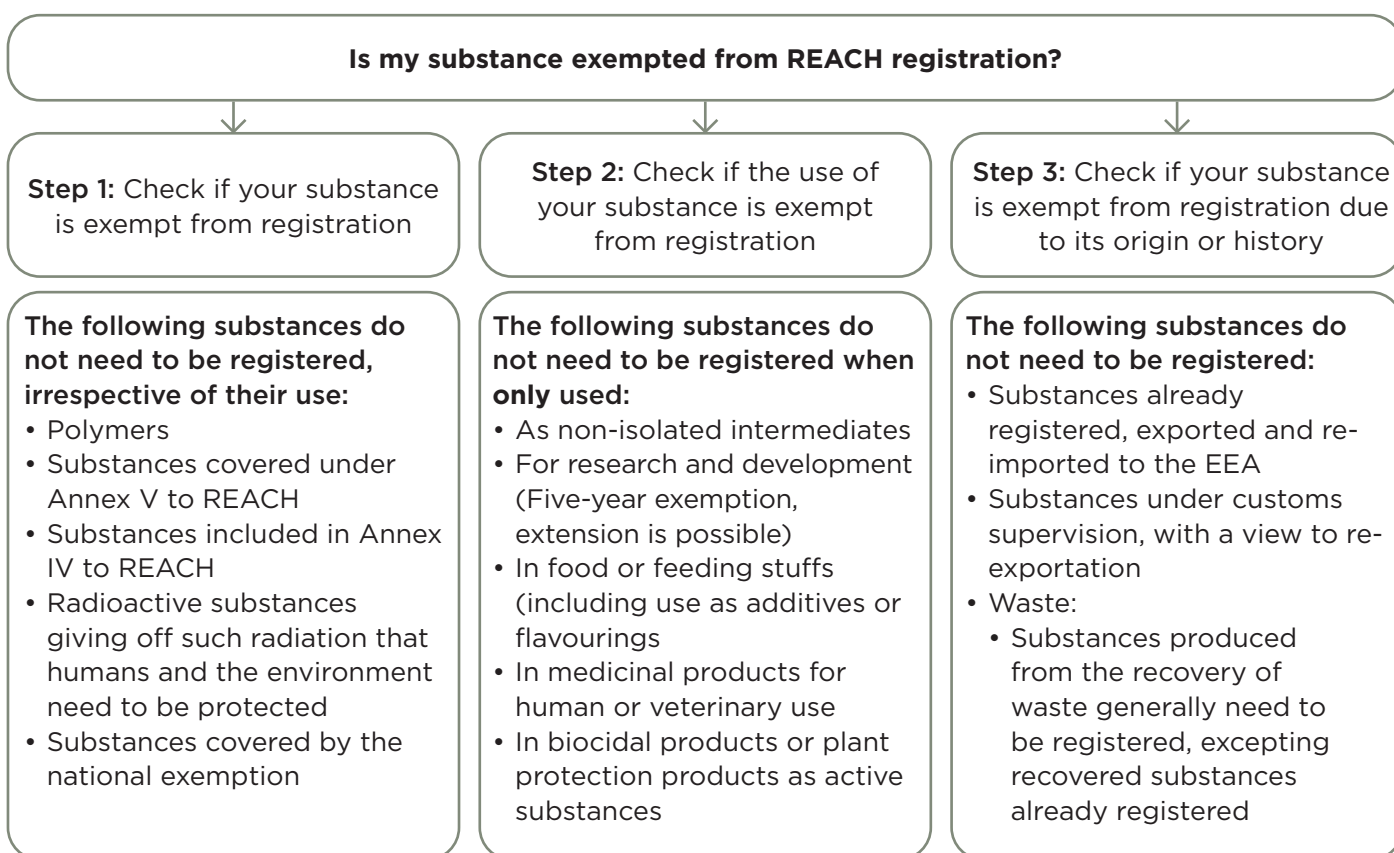 Is my substance exempted from REACH registration?
Step 1: Check if your substance
is exempt from registration
The following substances do
not need to be registered,
irrespective of their use:
• Polymers
• Substances covered under
Annex V to REACH
• Substances included in Annex
IV to REACH
• Radioactive substances
giving off such radiation that
humans and the environment
need to be protected
• Substances covered by the
national exemption
Step 2: Check if the use of
your substance is exempt
from registration
The following substances do
not need to be registered when
only used:
• As non-isolated intermediates
• For research and development
(Five-year exemption,
extension is possible)
• In food or feeding stuffs
(including use as additives or
flavourings
• In medicinal products for
human or veterinary use
• In biocidal products or plant
protection products as active
substances
Step 3: Check if your substance
is exempt from registration due
to its origin or history
The following substances do
not need to be registered:
• Substances already
registered, exported and re-
imported to the EEA
• Substances under customs
supervision, with a view to re-
exportation
• Waste:
• Substances produced
from the recovery of
waste generally need to
be registered, excepting
recovered substances
already registered